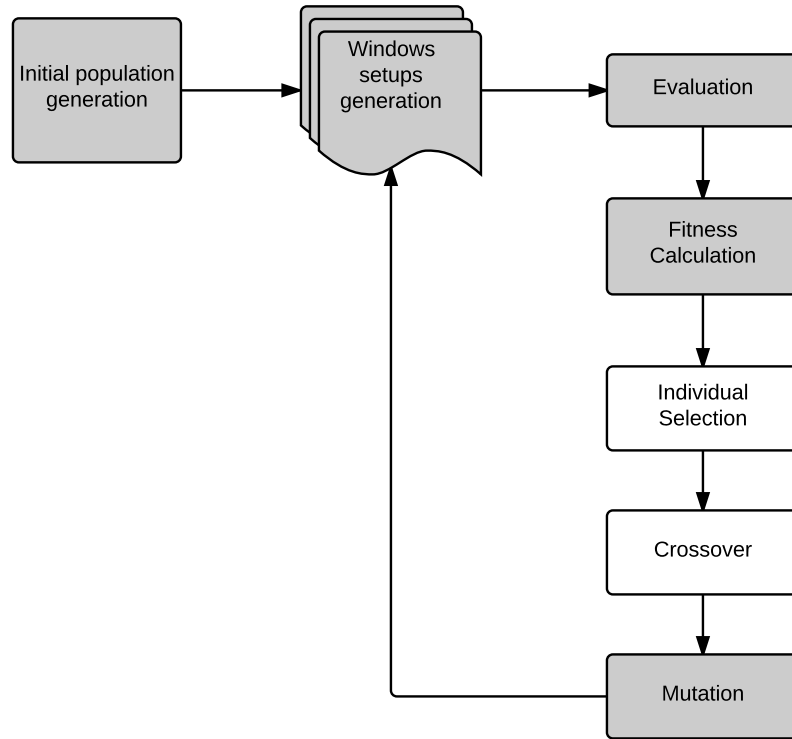 Initial population
generation
Windows
setups
generation
Evaluation
Fitness
Calculation
Individual
Selection
Crossover
Mutation